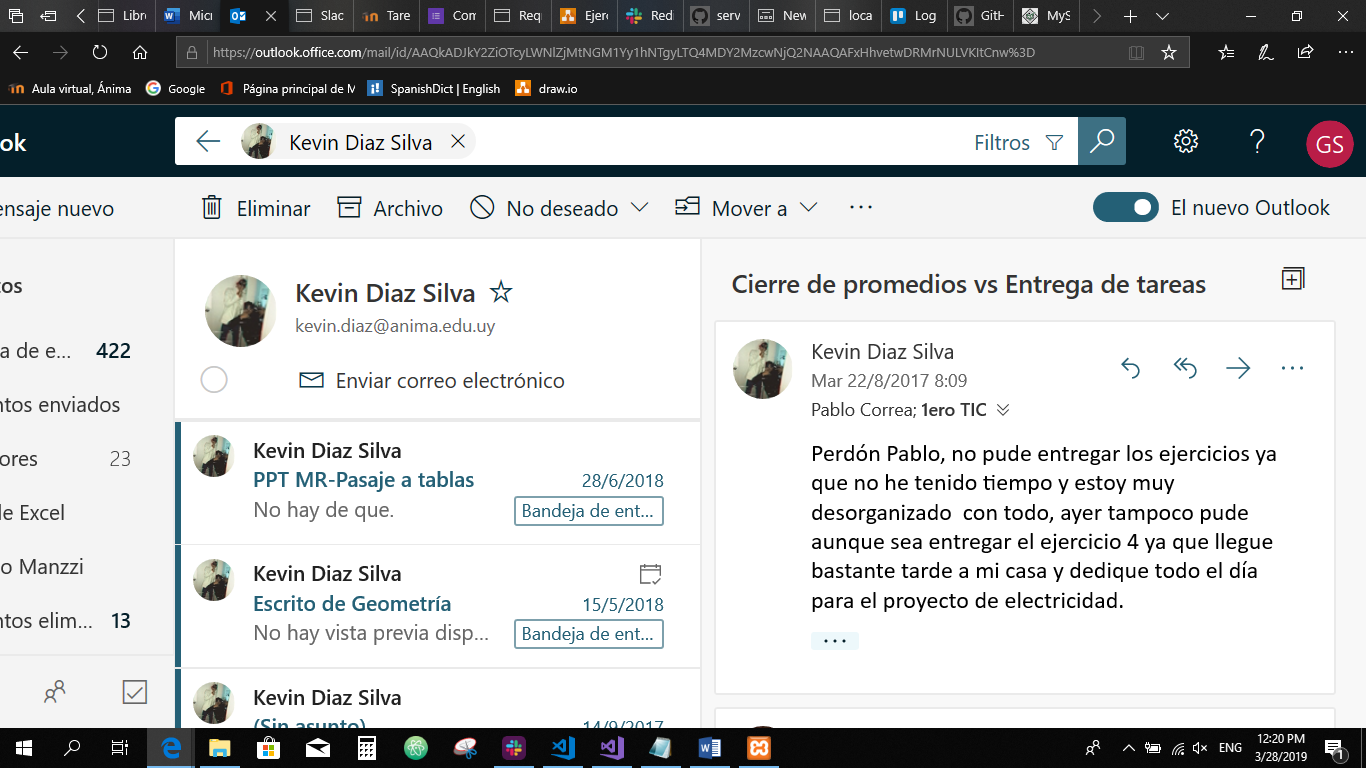 Libro
Micr
Slac
Tare
Com
Req
Ejer
Redi
serv
New
loca
Log
GitH
MyS
https://outlook.office.com/mail/id/AAQkADJkY2ZiOTcyLWNlZjMtNGM1Yy1hNTgyLTQ4MDY2MzcwNjQ2NAAQAFxHhvetwDRMrNULVKItCnw%3D
Aula virtual, Ánima
Google
Página principal de M
SpanishDict | English
draw.io
ok
Kevin Diaz Silva
Filtros
GS
ensaje nuevo
Eliminar
Archivo
No deseado
Mover a
El nuevo Outlook
tos
a de e... 422
ntos enviados
ores 23
de Excel
o Manzzi
ntos elim... 13
Kevin Diaz Silva
kevin.diaz@anima.edu.uy
Enviar correo electrónico
Kevin Diaz Silva
PPT MR-Pasaje a tablas 28/6/2018
No hay de que. Bandeja de ent...
Kevin Diaz Silva
Escrito de Geometría 15/5/2018
No hay vista previa disp... Bandeja de ent...
Kevin Diaz Silva
(Sin asunto) 14/9/2017
Cierre de promedios vs Entrega de tareas
Kevin Diaz Silva
Mar 22/8/2017 8:09
Pablo Correa; 1ero TIC
Perdón Pablo, no pude entregar los ejercicios ya
que no he tenido tiempo y estoy muy
desorganizado  con todo, ayer tampoco pude
aunque sea entregar el ejercicio 4 ya que llegue
bastante tarde a mi casa y dedique todo el día
para el proyecto de electricidad.
ENG
12:20 PM
3/28/2019
1